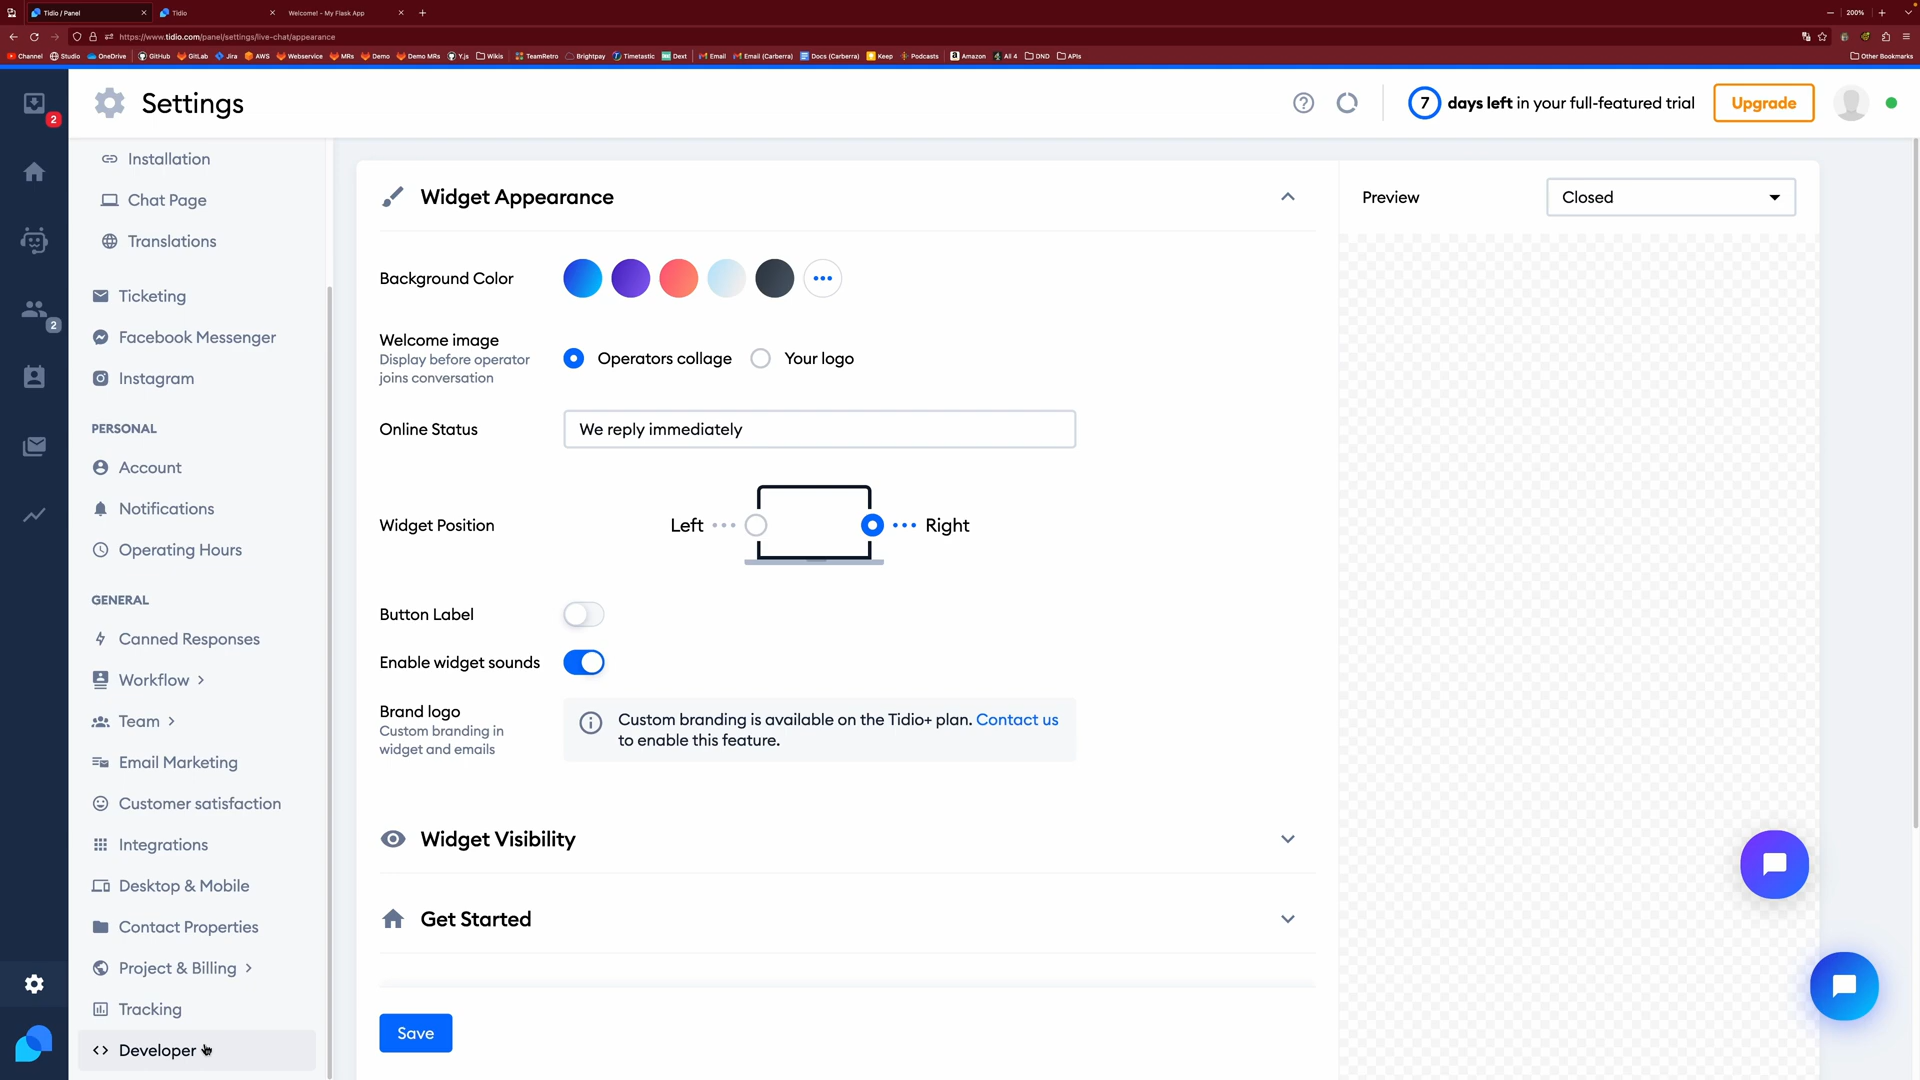 Tidio / Panel
Tidio
Welcome! - My Flask App
200%
https://www.tidio.com/panel/settings/live-chat/appearance
Channel Studio OneDrive GitHub GitLab Jira AWS Webservice MRs Demo Demo MRs Y.js Wikis TeamRetro Brightpay Timetastic Dext Email Email (Carberra) Docs (Carberra) Keep Podcasts Amazon All 4 DND APIs Other Bookmarks
2
Settings
7 days left in your full-featured trial
Upgrade
2
Installation
Chat Page
Translations
Ticketing
Facebook Messenger
Instagram
PERSONAL
Account
Notifications
Operating Hours
GENERAL
Canned Responses
Workflow
Team
Email Marketing
Customer satisfaction
Integrations
Desktop & Mobile
Contact Properties
Project & Billing
Tracking
Developer
Widget Appearance
Background Color
Welcome image
Display before operator
joins conversation
Operators collage
Your logo
Online Status
We reply immediately
Widget Position
Left
Right
Button Label
Enable widget sounds
Brand logo
Custom branding in
widget and emails
Custom branding is available on the Tidio+ plan. Contact us
to enable this feature.
Widget Visibility
Get Started
Save
Preview
Closed